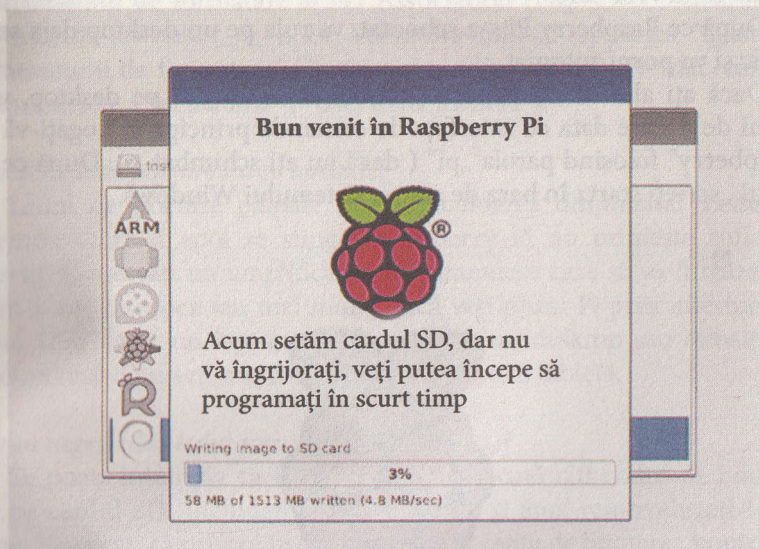 Bun venit în Raspberry Pi
Inst
ARM
®
Acum setăm cardul SD, dar nu
vă îngrijorați, veți putea începe să
programați în scurt timp
Writing image to SD card
3%
58 MB of 1513 MB written (4.8 MB/sec)